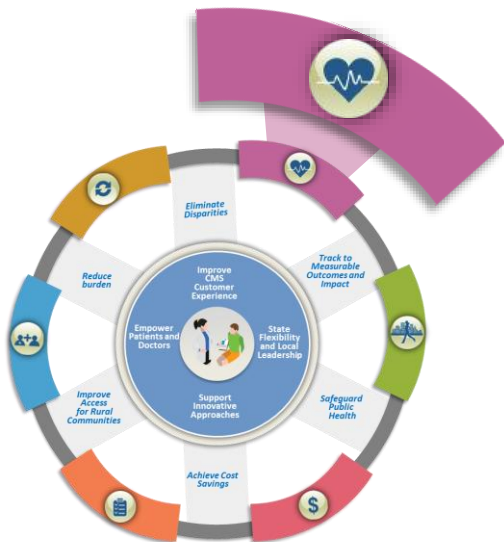 Eliminate
Disparities
Reduce
burden
Track to
Measurable
Outcomes and
Impact
Improve
CMS
Customer
Experience
Empower
Patients and
Doctors
State
Flexibility
and Local
Leadership
Support
Innovative
Approaches
Improve
Access
for Rural
Communities
Safeguard
Public
Health
Achieve Cost
Savings
$